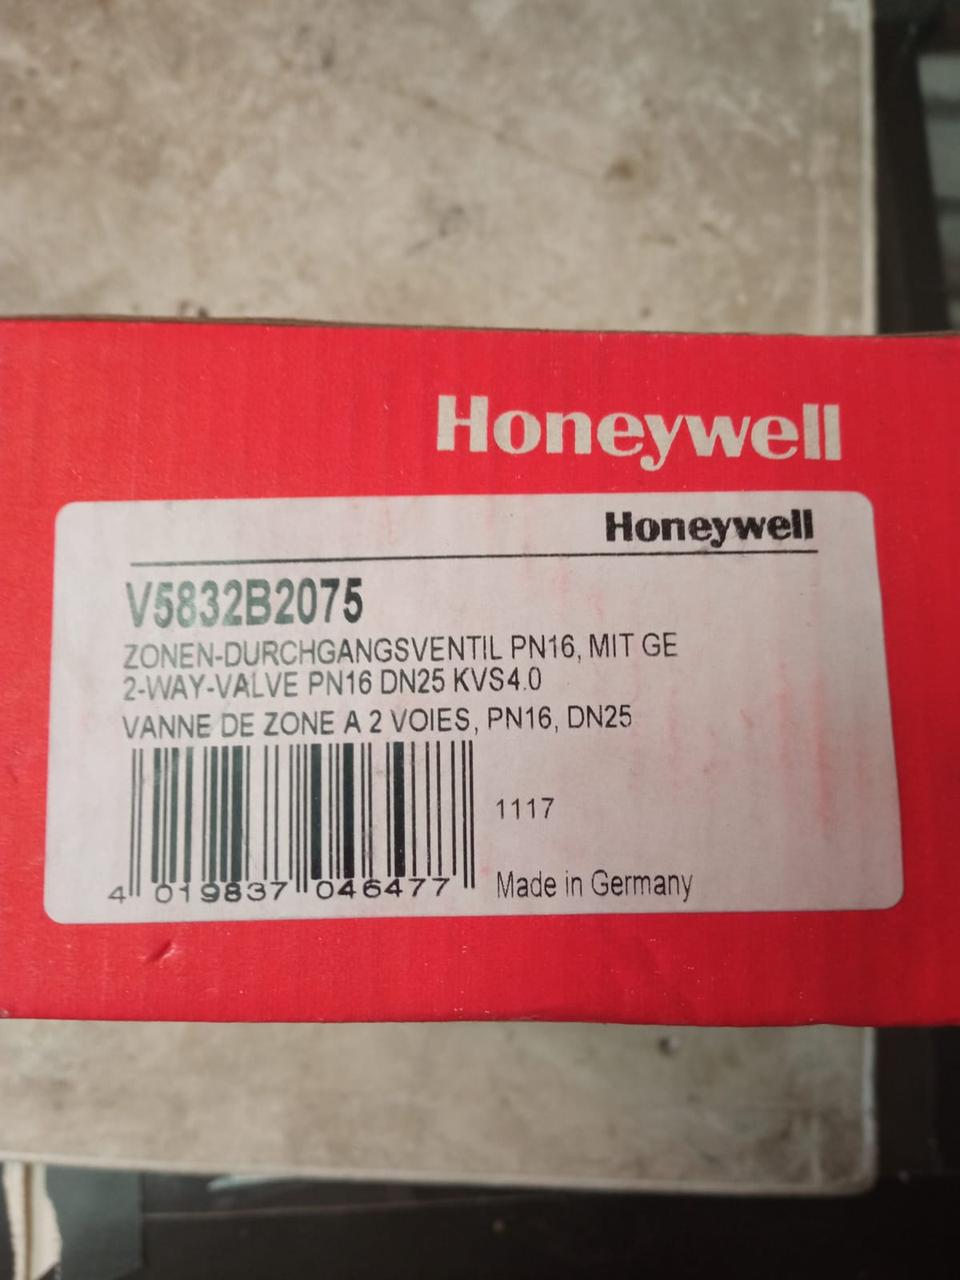 Honeywell
Honeywell
V5832B2075
ZONEN-DURCHGANGSVENTIL PN16, MIT GE
2-WAY-VALVE PN16 DN25 KVS4.0
VANNE DE ZONE A 2 VOIES, PN16, DN25
1117
4 019837 046477
Made in Germany